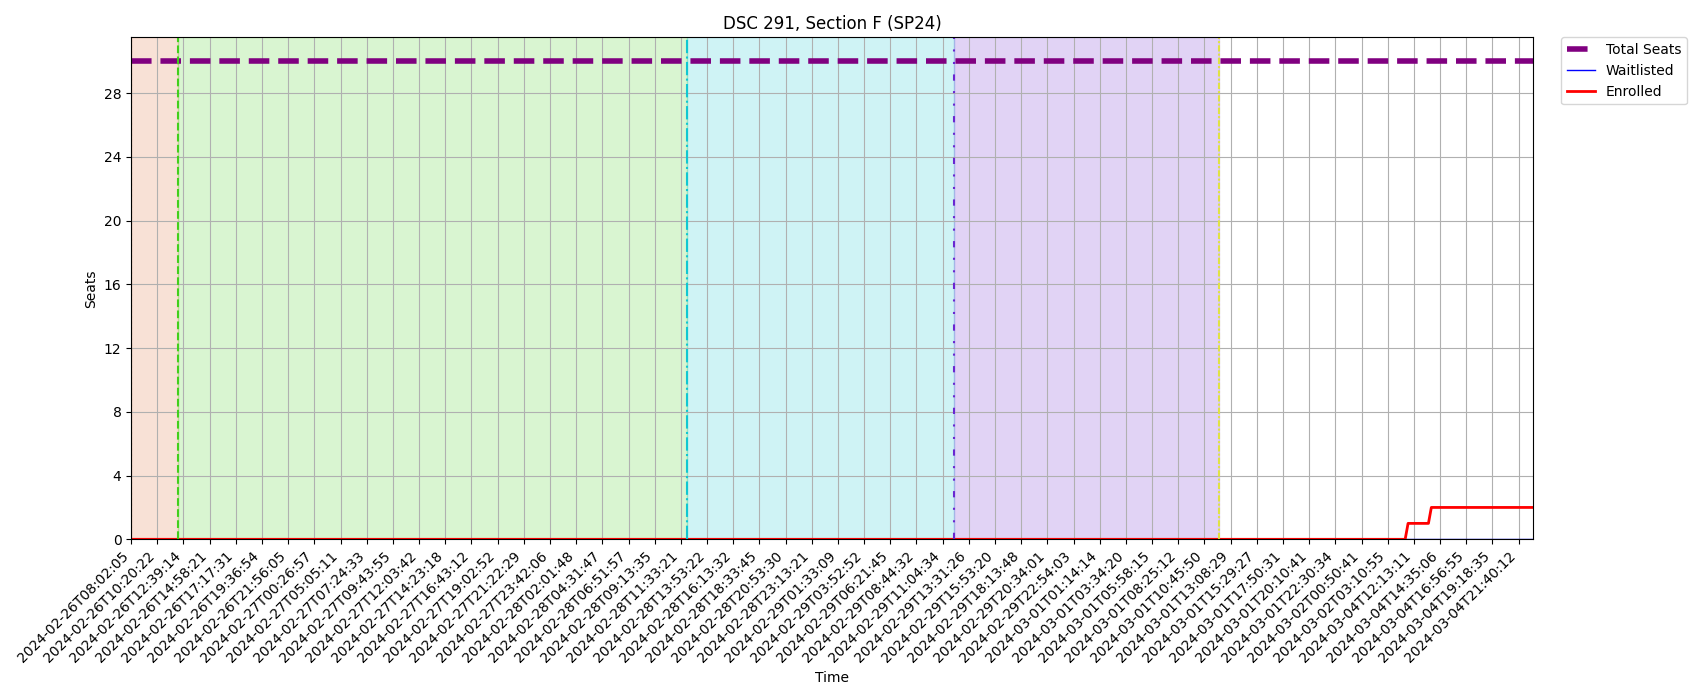 DSC 291, Section F (SP24)
Total Seats
Waitlisted
Enrolled
Seats
28
24
20
16
12
8
4
0
2024-02-26T08:02:05
2024-02-26T10:20:22
2024-02-26T12:39:14
2024-02-26T14:58:21
2024-02-26T17:17:31
2024-02-26T19:36:54
2024-02-26T21:56:05
2024-02-27T00:26:57
2024-02-27T05:05:11
2024-02-27T07:24:33
2024-02-27T09:43:55
2024-02-27T12:03:42
2024-02-27T14:23:18
2024-02-27T16:43:12
2024-02-27T19:02:52
2024-02-27T21:22:29
2024-02-27T23:42:06
2024-02-28T02:01:48
2024-02-28T04:31:47
2024-02-28T06:51:57
2024-02-28T09:13:35
2024-02-28T11:33:21
2024-02-28T13:53:22
2024-02-28T16:13:32
2024-02-28T18:33:45
2024-02-28T20:53:30
2024-02-28T23:13:21
2024-02-29T01:33:09
2024-02-29T03:52:52
2024-02-29T06:21:45
2024-02-29T08:44:32
2024-02-29T11:04:34
2024-02-29T13:31:26
2024-02-29T15:53:20
2024-02-29T18:13:48
2024-02-29T20:34:01
2024-02-29T22:54:03
2024-03-01T01:14:14
2024-03-01T03:34:20
2024-03-01T05:58:15
2024-03-01T08:25:12
2024-03-01T10:45:50
2024-03-01T13:08:29
2024-03-01T15:29:27
2024-03-01T17:50:31
2024-03-01T20:10:41
2024-03-01T22:30:34
2024-03-02T00:50:41
2024-03-02T03:10:55
2024-03-04T12:13:11
2024-03-04T14:35:06
2024-03-04T16:56:55
2024-03-04T19:18:35
2024-03-04T21:40:12
Time